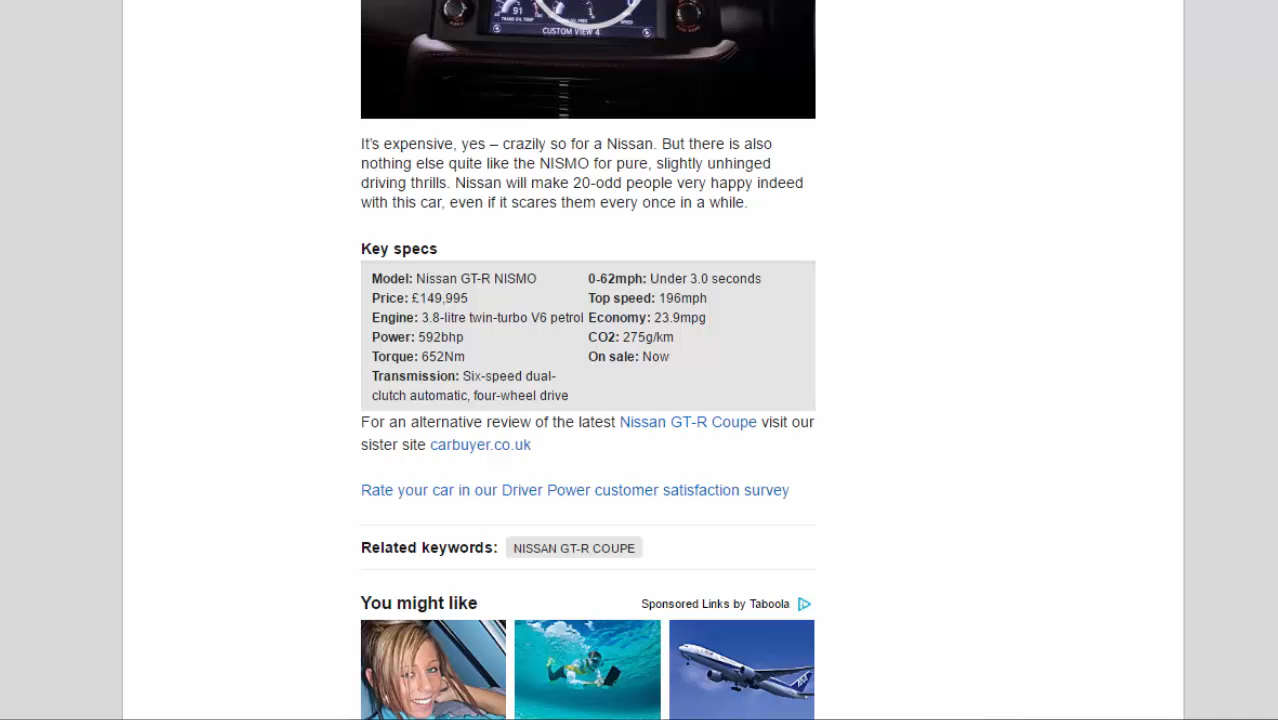 91
TRANS OIL TEMP
SPEED
CUSTOM VIEW 4
It's expensive, yes – crazily so for a Nissan. But there is also
nothing else quite like the NISMO for pure, slightly unhinged
driving thrills. Nissan will make 20-odd people very happy indeed
with this car, even if it scares them every once in a while.
Key specs
Model: Nissan GT-R NISMO
Price: £149,995
Engine: 3.8-litre twin-turbo V6 petrol
Power: 592bhp
Torque: 652Nm
Transmission: Six-speed dual-
clutch automatic, four-wheel drive
0-62mph: Under 3.0 seconds
Top speed: 196mph
Economy: 23.9mpg
CO2: 275g/km
On sale: Now
For an alternative review of the latest Nissan GT-R Coupe visit our
sister site carbuyer.co.uk
Rate your car in our Driver Power customer satisfaction survey
Related keywords: NISSAN GT-R COUPE
You might like
Sponsored Links by Taboola